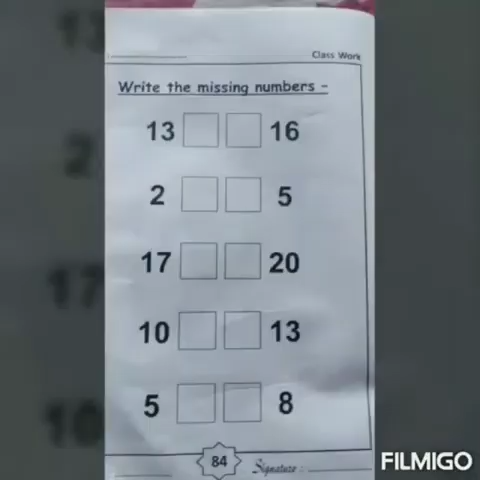 Class Work
Write the missing numbers -
13 16
2 5
17 20
10 13
5 8
84 Signature :
FILMIGO